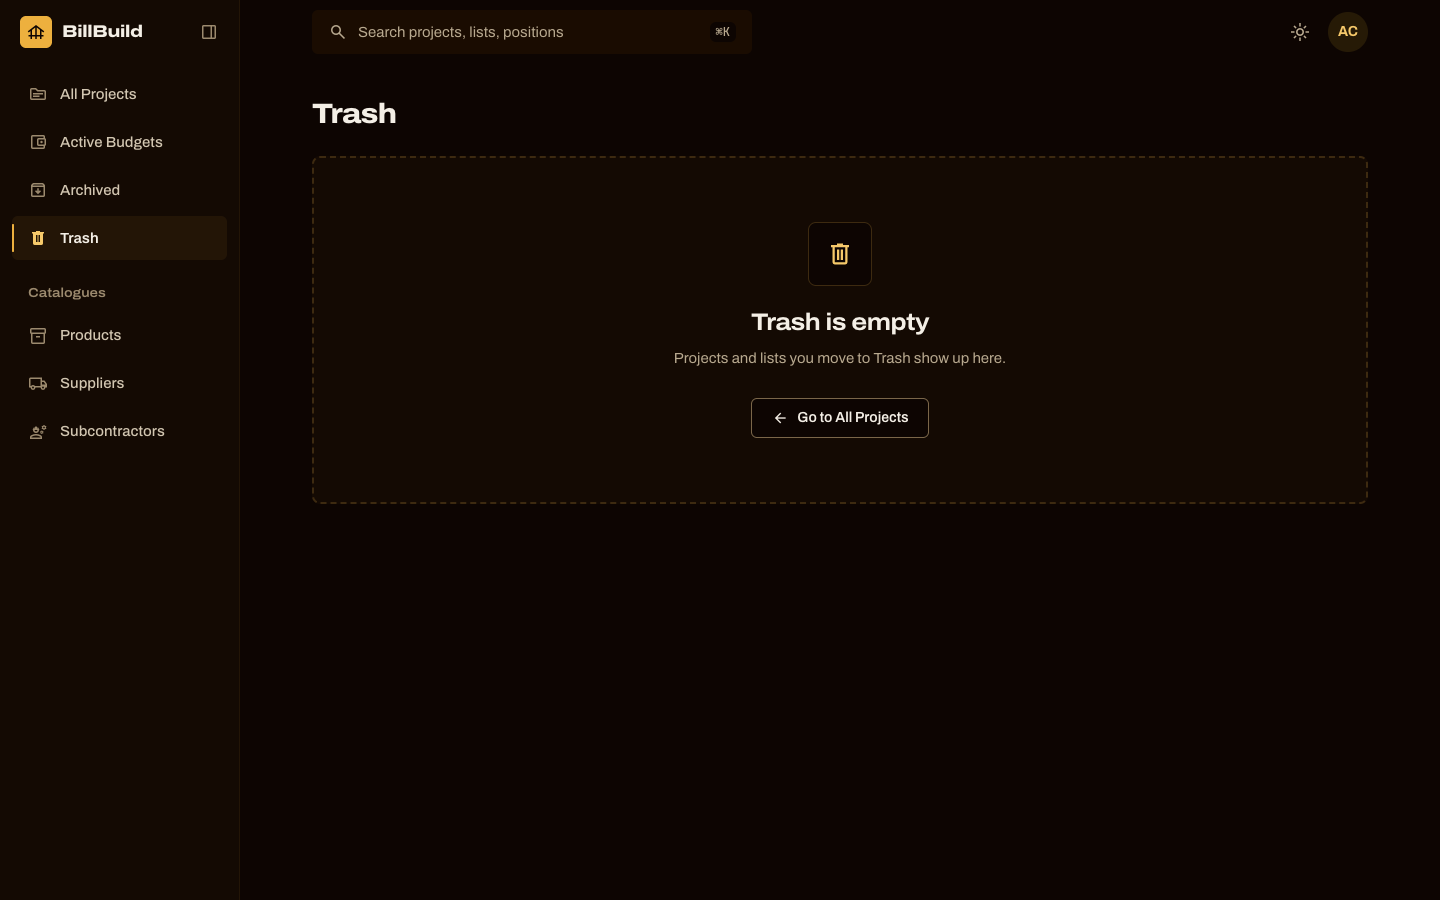 BillBuild
Search projects, lists, positions
⌘K
AC
All Projects
Active Budgets
Archived
Trash
Catalogues
Products
Suppliers
Subcontractors
Trash
Trash is empty
Projects and lists you move to Trash show up here.
Go to All Projects